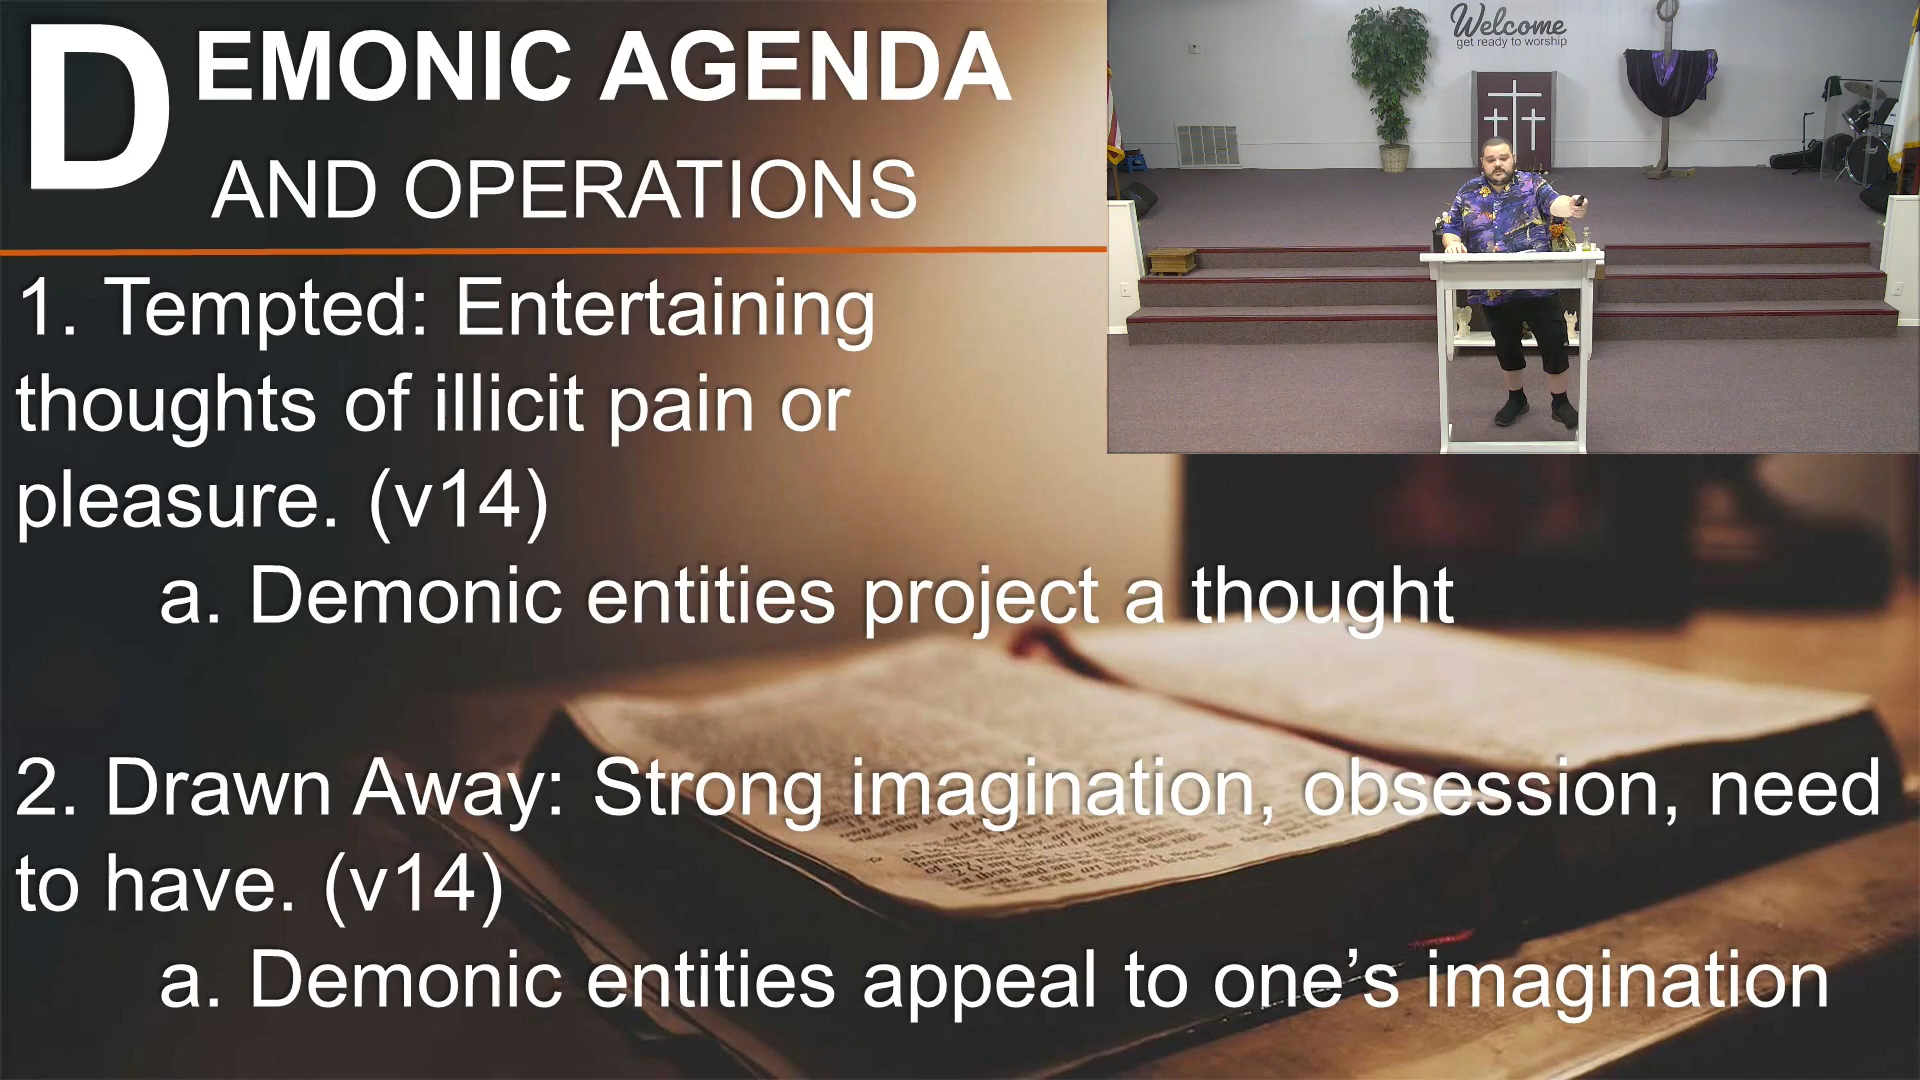 DEMONIC AGENDA
AND OPERATIONS
Welcome
get ready to worship
1. Tempted: Entertaining
thoughts of illicit pain or
pleasure. (v14)
a. Demonic entities project a thought
2. Drawn Away: Strong imagination, obsession, need
to have. (v14)
a. Demonic entities appeal to one’s imagination